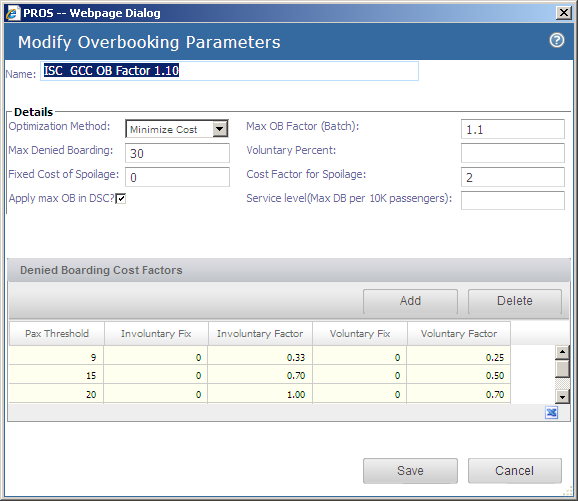 PROS -- Webpage Dialog
Modify Overbooking Parameters
Name: ISC GCC OB Factor 1.10
Details
Optimization Method: Minimize Cost Max OB Factor (Batch): 1.1
Max Denied Boarding: 30 Voluntary Percent:
Fixed Cost of Spoilage: 0 Cost Factor for Spoilage: 2
Apply max OB in DSC? Service level(Max DB per 10K passengers):
Denied Boarding Cost Factors
Add Delete
Pax Threshold Involuntary Fix Involuntary Factor Voluntary Fix Voluntary Factor
9 0 0.33 0 0.25
15 0 0.70 0 0.50
20 0 1.00 0 0.70
Save Cancel